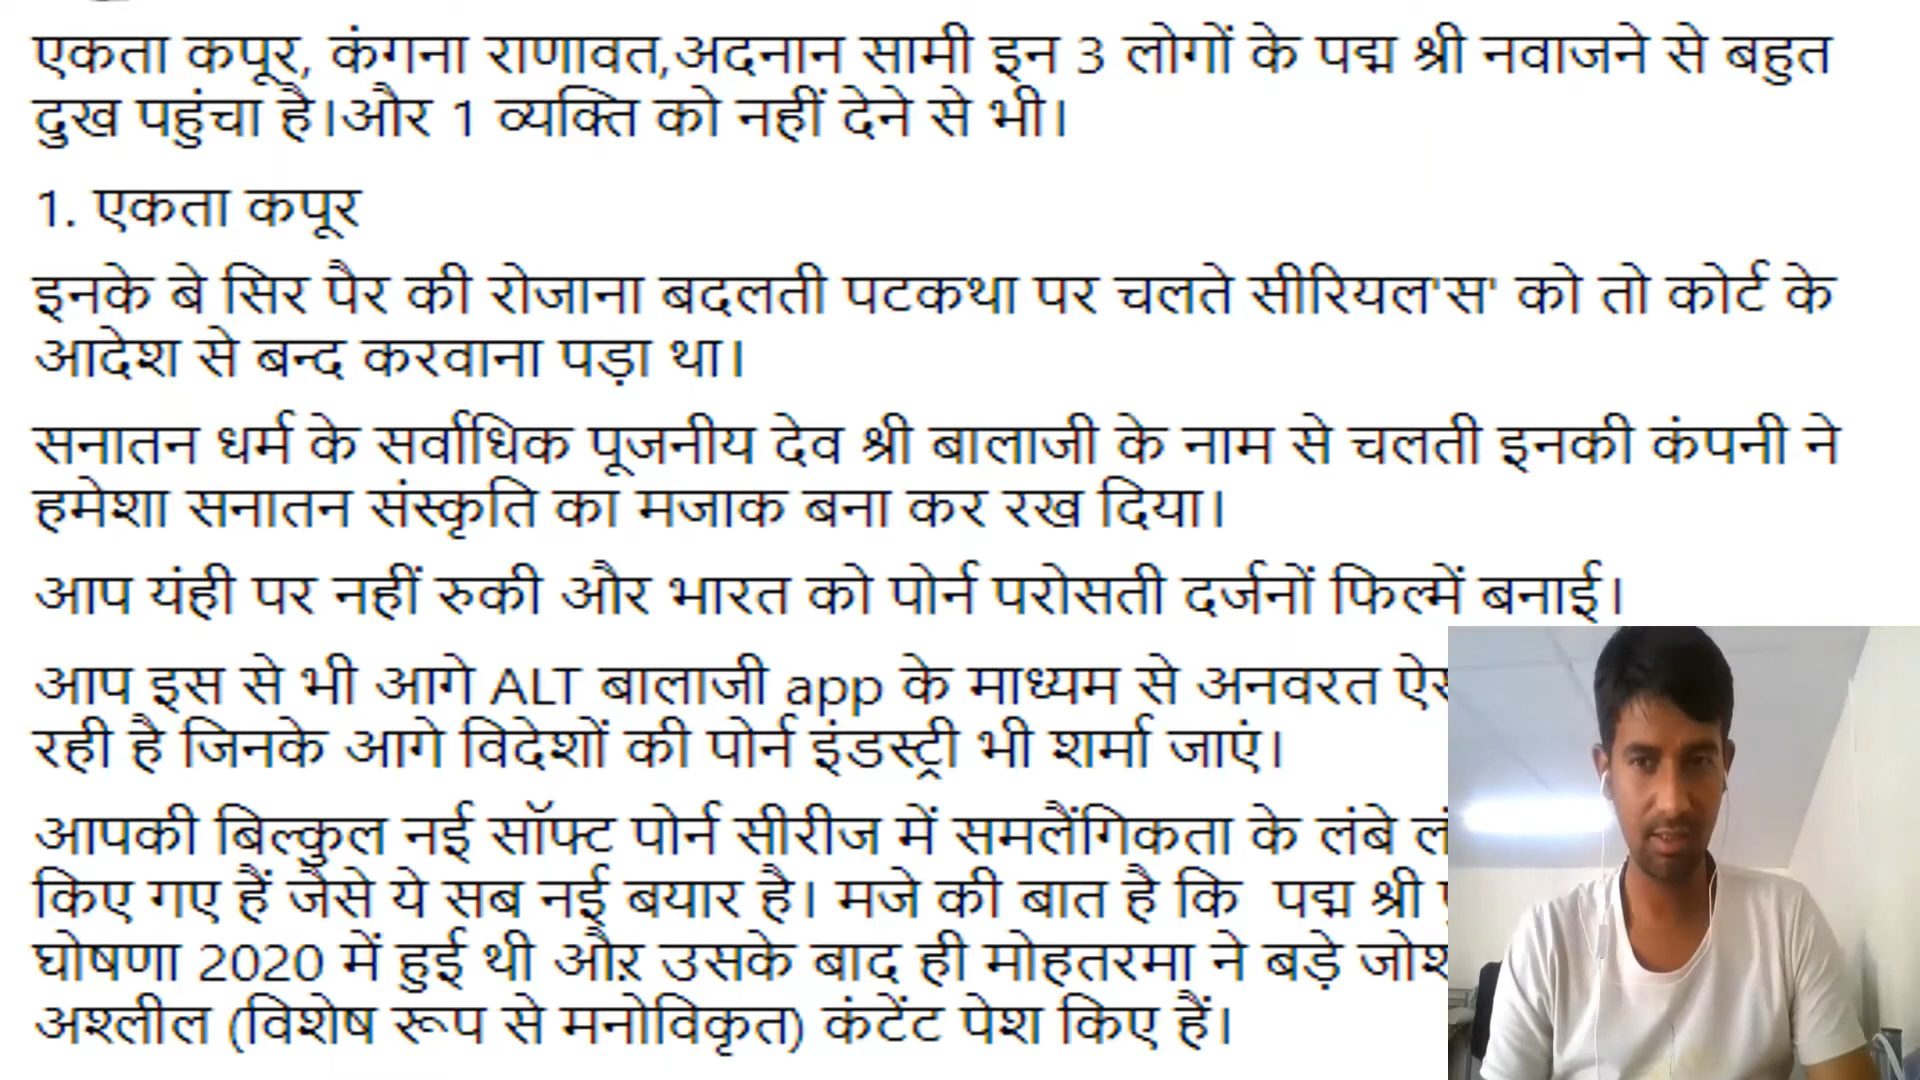 एकता कपूर, कंगना राणावत,अदनान सामी इन 3 लोगों के पद्म श्री नवाजने से बहुत
दुख पहुंचा है।और 1 व्यक्ति को नहीं देने से भी।
1. एकता कपूर
इनके बे सिर पैर की रोजाना बदलती पटकथा पर चलते सीरियल'स' को तो कोर्ट के
आदेश से बन्द करवाना पड़ा था।
सनातन धर्म के सर्वाधिक पूजनीय देव श्री बालाजी के नाम से चलती इनकी कंपनी ने
हमेशा सनातन संस्कृति का मजाक बना कर रख दिया।
आप यंही पर नहीं रुकी और भारत को पोर्न परोसती दर्जनों फिल्में बनाई।
आप इस से भी आगे ALT बालाजी app के माध्यम से अनवरत
रही है जिनके आगे विदेशों की पोर्न इंडस्ट्री भी शर्मा जाएं।
आपकी बिल्कुल नई सॉफ्ट पोर्न सीरीज में समलैंगिकता के लंबे
किए गए हैं जैसे ये सब नई बयार है। मजे की बात है कि पद्म श्री
घोषणा 2020 में हुई थी औऱ उसके बाद ही मोहतरमा ने बड़े
अश्लील (विशेष रूप से मनोविकृत) कंटेंट पेश किए हैं।